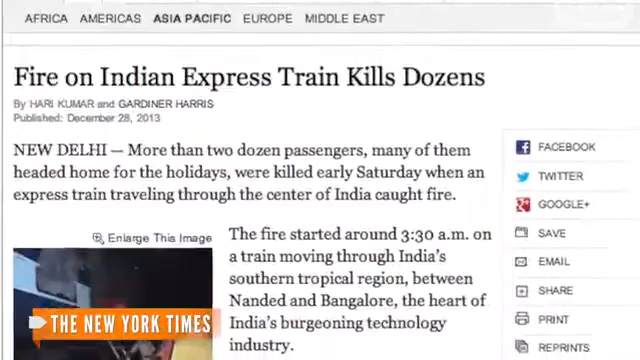 AFRICA AMERICAS ASIA PACIFIC EUROPE MIDDLE EAST
Fire on Indian Express Train Kills Dozens
By HARI KUMAR and GARDINER HARRIS
Published: December 28, 2013
NEW DELHI — More than two dozen passengers, many of them
headed home for the holidays, were killed early Saturday when an
express train traveling through the center of India caught fire.
Enlarge This Image
The fire started around 3:30 a.m. on
a train moving through India's
southern tropical region, between
Nanded and Bangalore, the heart of
India's burgeoning technology
industry.
THE NEW YORK TIMES
FACEBOOK
TWITTER
GOOGLE+
SAVE
EMAIL
SHARE
PRINT
REPRINTS